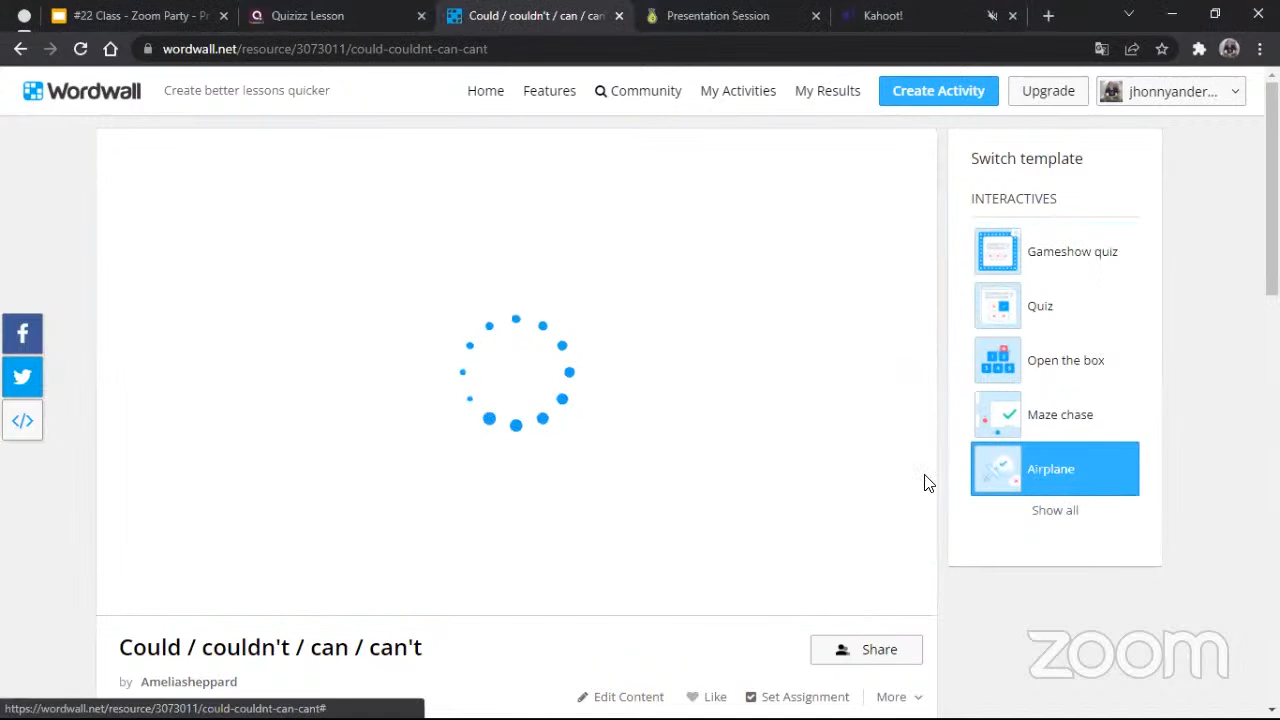 #22 Class - Zoom Party - Pr
Quizizz Lesson
Could / couldn't / can / can
Presentation Session
Kahoot!
wordwall.net/resource/3073011/could-couldnt-can-cant
Wordwall
Create better lessons quicker
Home
Features
Community
My Activities
My Results
Create Activity
Upgrade
jhonnyander...
Switch template
INTERACTIVES
Gameshow quiz
Quiz
Open the box
Maze chase
Airplane
Show all
Could / couldn't / can / can't
Share
by Ameliasheppard
Edit Content
Like
Set Assignment
More
zoom
https://wordwall.net/resource/3073011/could-couldnt-can-cant#